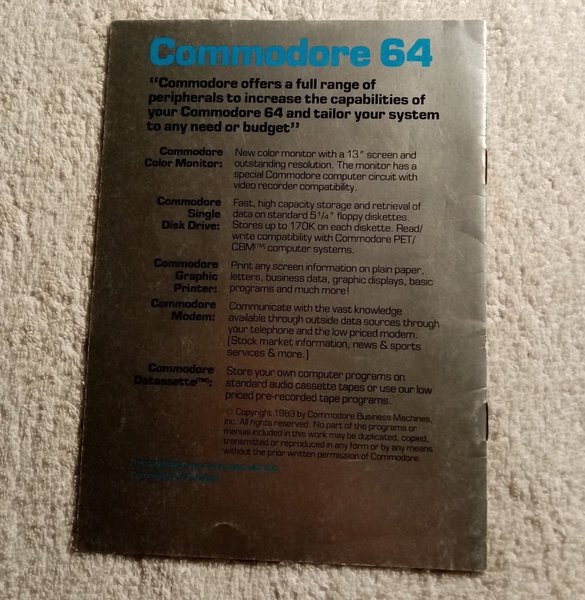 Commodore 64
"Commodore offers a full range of
peripherals to increase the capabilities of
your Commodore 64 and tailor your system
to any need or budget"
Commodore
Color Monitor:
New color monitor with a 13" screen and
outstanding resolution. The monitor has a
special Commodore computer circuit with
video recorder compatibility.
Commodore
Single
Disk Drive:
Fast, high capacity storage and retrieval of
data on standard 5¼" floppy diskettes.
Stores up to 170K on each diskette. Read/
write compatibility with Commodore PET/
CBM™ computer systems.
Commodore
Graphic
Printer:
Print any screen information on plain paper,
letters, business data, graphic displays, basic
programs and much more!
Commodore
Modem:
Communicate with the vast knowledge
available through outside data sources through
your telephone and the low priced modem.
(Stock market information, news & sports
services & more.)
Commodore
Datassette™:
Store your own computer programs on
standard audio cassette tapes or use our low
priced pre-recorded tape programs.
© Copyright 1983 by Commodore Business Machines,
Inc. All rights reserved. No part of the programs or
manual included in this work may be duplicated, copied,
transmitted or reproduced in any form or by any means
without the prior written permission of Commodore.